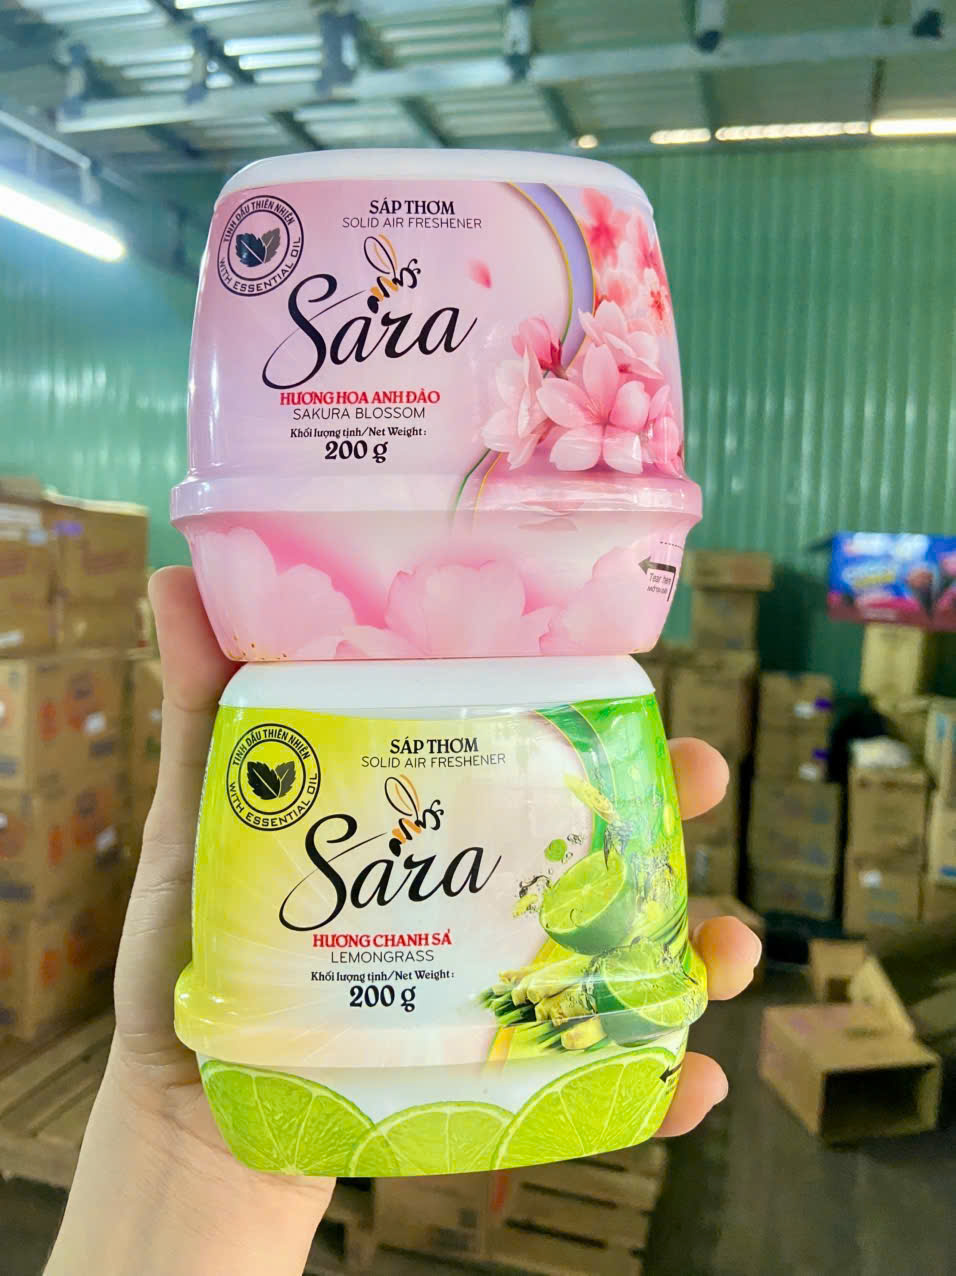 TINH DẦU THIÊN NHIÊN
WITH ESSENTIAL OIL
SÁP THƠM
SOLID AIR FRESHENER
Sara
HƯƠNG HOA ANH ĐÀO
SAKURA BLOSSOM
Khối lượng tịnh/Net Weight:
200 g
Tear here
TINH DẦU THIÊN NHIÊN
WITH ESSENTIAL OIL
SÁP THƠM
SOLID AIR FRESHENER
Sara
HƯƠNG CHANH SẢ
LEMONGRASS
Khối lượng tịnh/Net Weight:
200 g